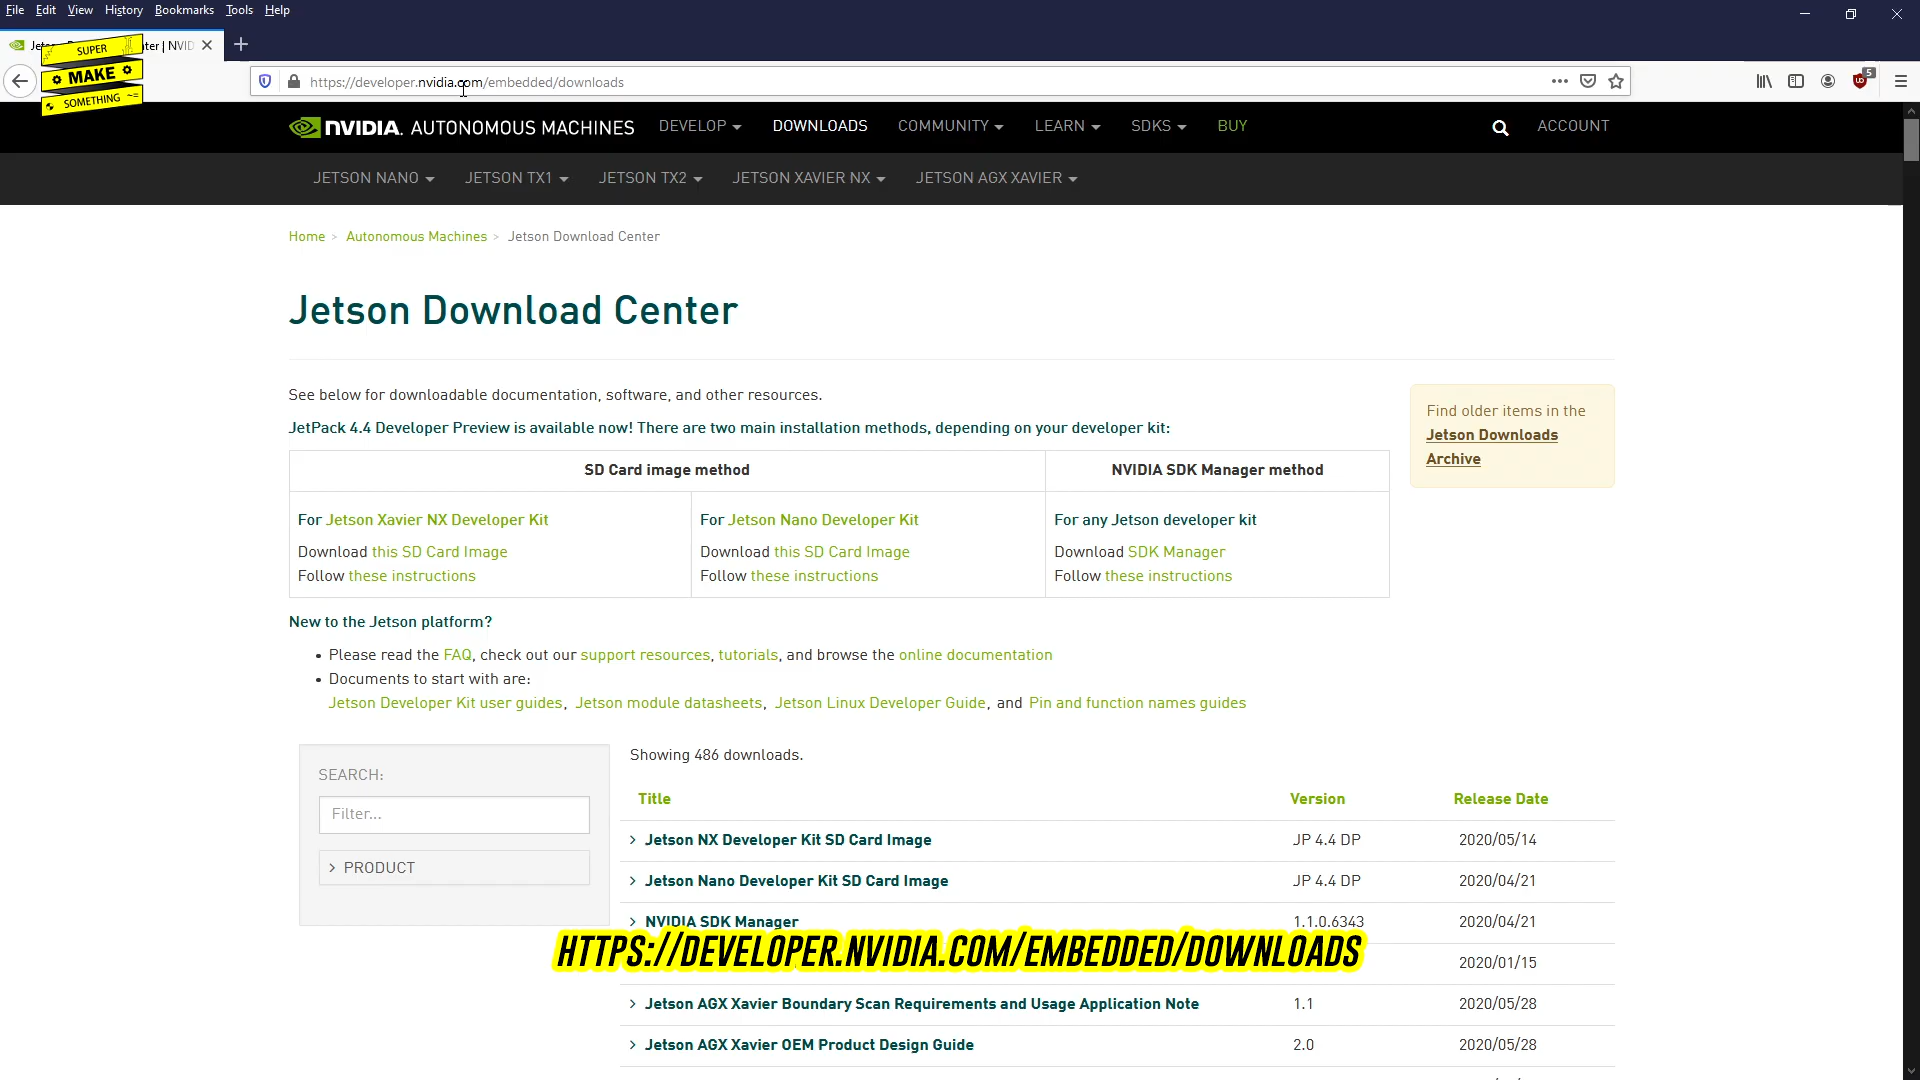 File Edit View History Bookmarks Tools Help
Jets ter | NVID
SUPER
MAKE
SOMETHING
https://developer.nvidia.com/embedded/downloads
5
NVIDIA. AUTONOMOUS MACHINES DEVELOP DOWNLOADS COMMUNITY LEARN SDKS BUY ACCOUNT
JETSON NANO JETSON TX1 JETSON TX2 JETSON XAVIER NX JETSON AGX XAVIER
Home > Autonomous Machines > Jetson Download Center
Jetson Download Center
See below for downloadable documentation, software, and other resources.
JetPack 4.4 Developer Preview is available now! There are two main installation methods, depending on your developer kit:
Find older items in the
Jetson Downloads
Archive
SD Card image method NVIDIA SDK Manager method
For Jetson Xavier NX Developer Kit For Jetson Nano Developer Kit For any Jetson developer kit
Download this SD Card Image Download this SD Card Image Download SDK Manager
Follow these instructions Follow these instructions Follow these instructions
New to the Jetson platform?
• Please read the FAQ, check out our support resources, tutorials, and browse the online documentation
• Documents to start with are:
Jetson Developer Kit user guides, Jetson module datasheets, Jetson Linux Developer Guide, and Pin and function names guides
SEARCH:
Filter...
> PRODUCT
Showing 486 downloads.
Title Version Release Date
> Jetson NX Developer Kit SD Card Image JP 4.4 DP 2020/05/14
> Jetson Nano Developer Kit SD Card Image JP 4.4 DP 2020/04/21
> NVIDIA SDK Manager 1.1.0.6343 2020/04/21
HTTPS://DEVELOPER.NVIDIA.COM/EMBEDDED/DOWNLOADS
2020/01/15
> Jetson AGX Xavier Boundary Scan Requirements and Usage Application Note 1.1 2020/05/28
> Jetson AGX Xavier OEM Product Design Guide 2.0 2020/05/28